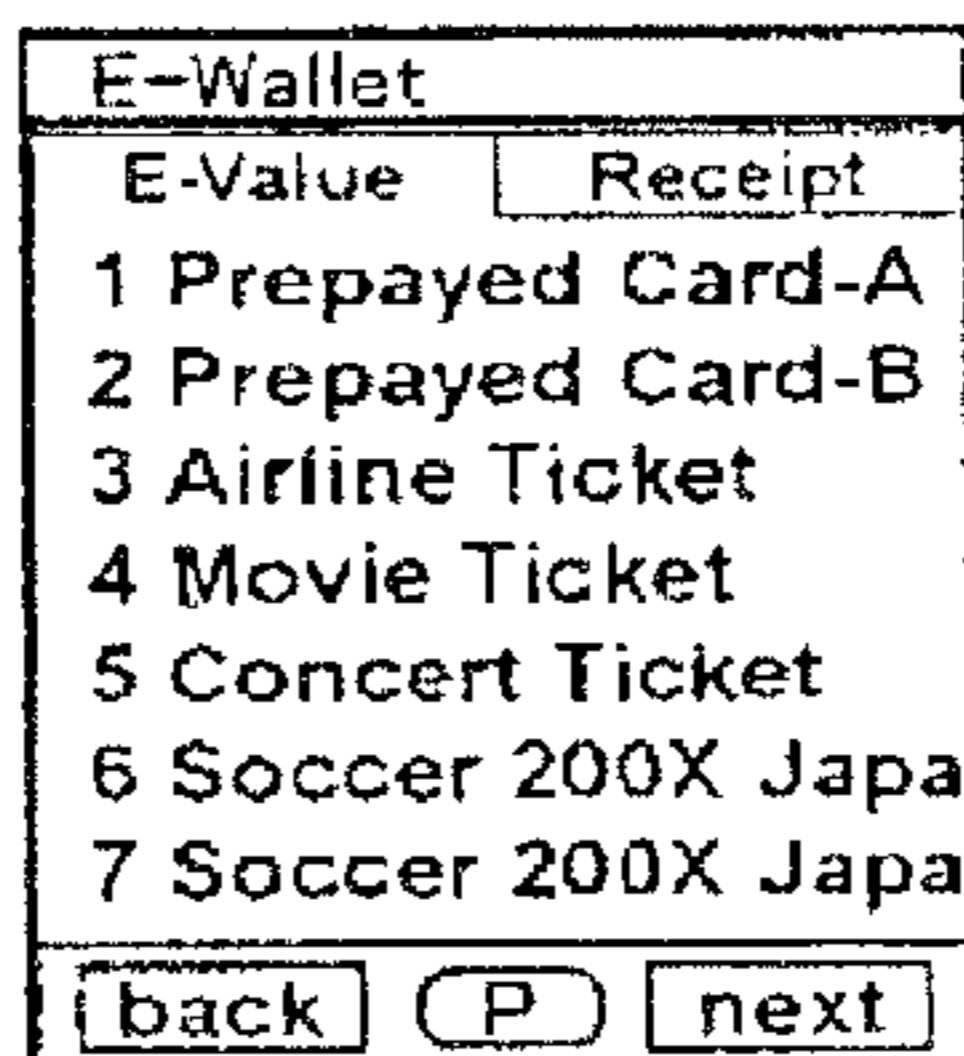 E-Wallet
E-Value Receipt
1 Prepayed Card-A
2 Prepayed Card-B
3 Airline Ticket
4 Movie Ticket
5 Concert Ticket
6 Soccer 200X Japa
7 Soccer 200X Japa
back P next